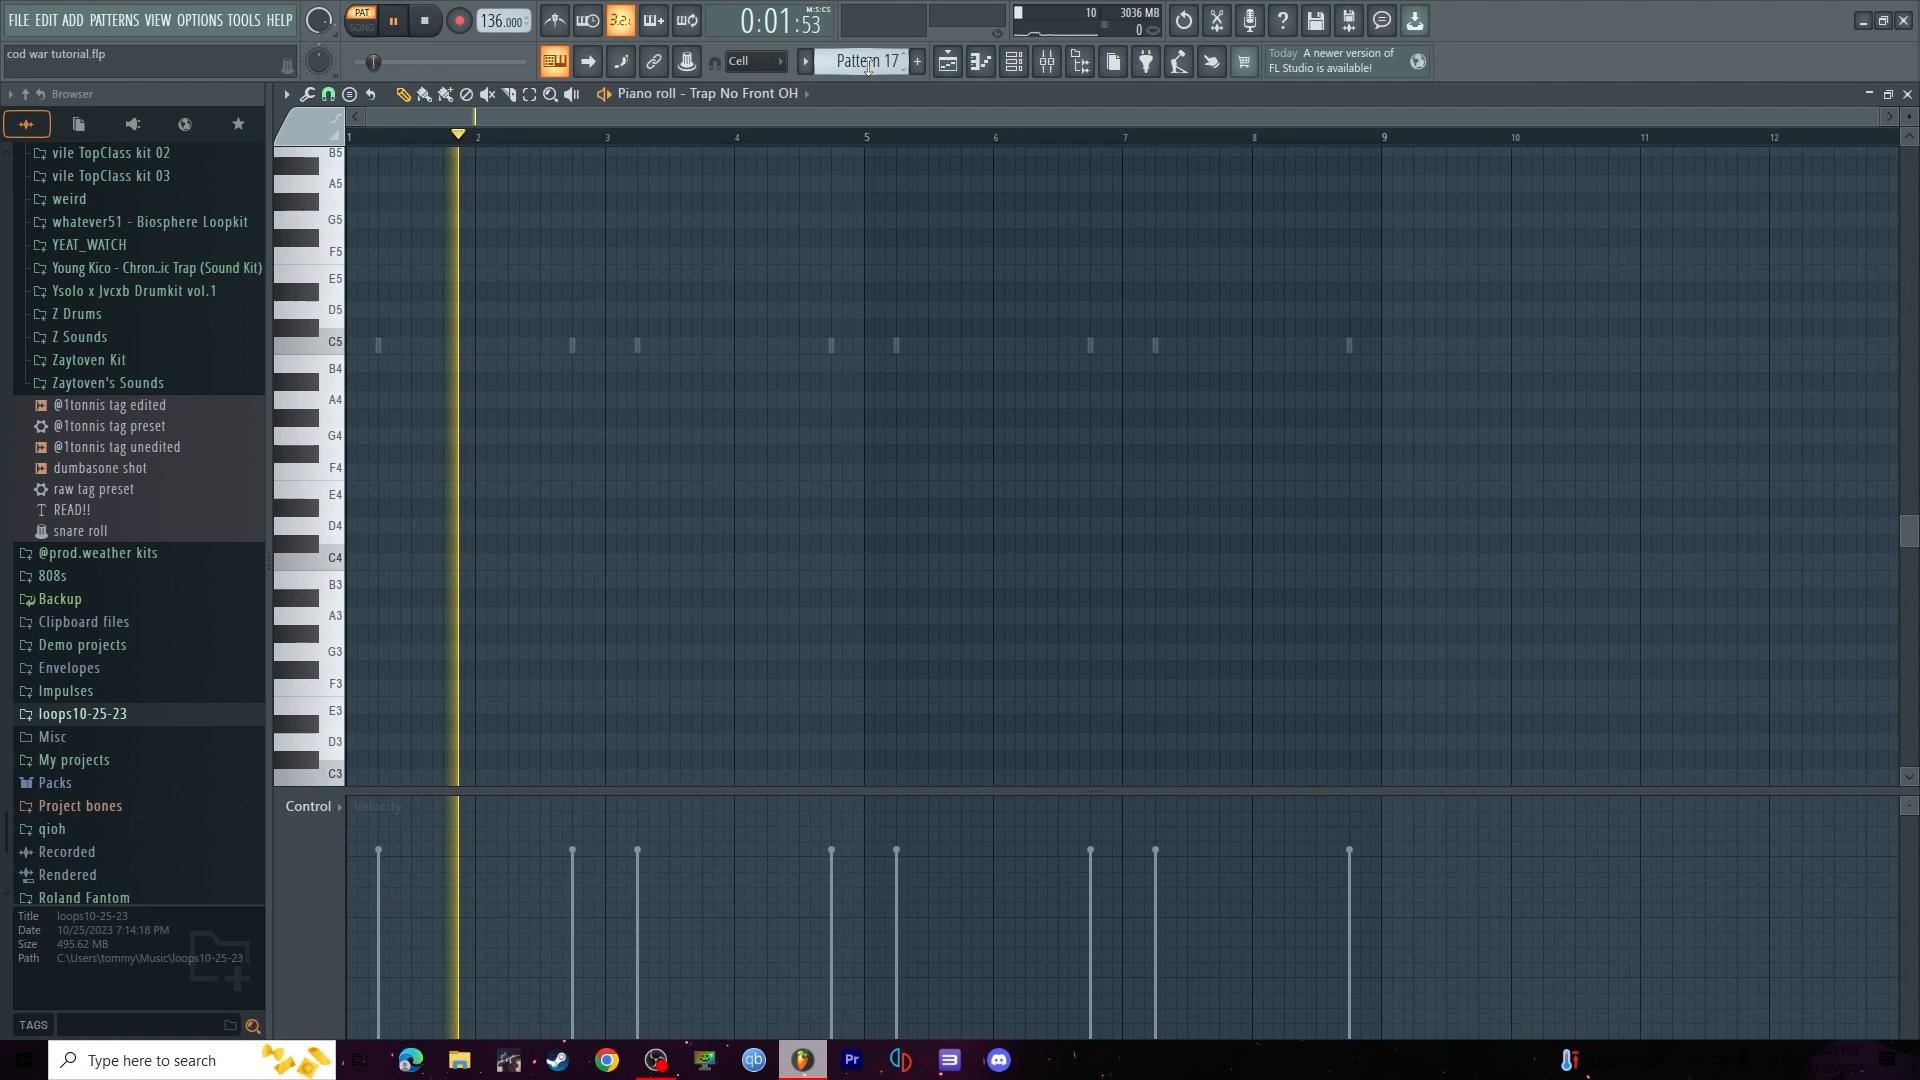 FILE EDIT ADD PATTERNS VIEW OPTIONS TOOLS HELP
PAT
SONG
136.000
3.2.
0:01:53
M:S:CS
10
3036 MB
0
cod war tutorial.flp
Cell
Pattern 17
Today A newer version of
FL Studio is available!
Browser
Piano roll - Trap No Front OH
1 2 3 4 5 6 7 8 9 10 11 12
vile TopClass kit 02
vile TopClass kit 03
weird
whatever51 - Biosphere Loopkit
YEAT_WATCH
Young Kico - Chron..ic Trap (Sound Kit)
Ysolo x Jvcxb Drumkit vol.1
Z Drums
Z Sounds
Zaytoven Kit
Zaytoven's Sounds
@1tonnis tag edited
@1tonnis tag preset
@1tonnis tag unedited
dumbasone shot
raw tag preset
READ!!
snare roll
@prod.weather kits
808s
Backup
Clipboard files
Demo projects
Envelopes
Impulses
loops10-25-23
Misc
My projects
Packs
Project bones
qioh
Recorded
Rendered
Roland Fantom
Title loops10-25-23
Date 10/25/2023 7:14:18 PM
Size 495.62 MB
Path C:\Users\tommy\Music\loops10-25-23
TAGS
B5
A5
G5
F5
E5
D5
C5
B4
A4
G4
F4
E4
D4
C4
B3
A3
G3
F3
E3
D3
C3
Control
Velocity
Type here to search